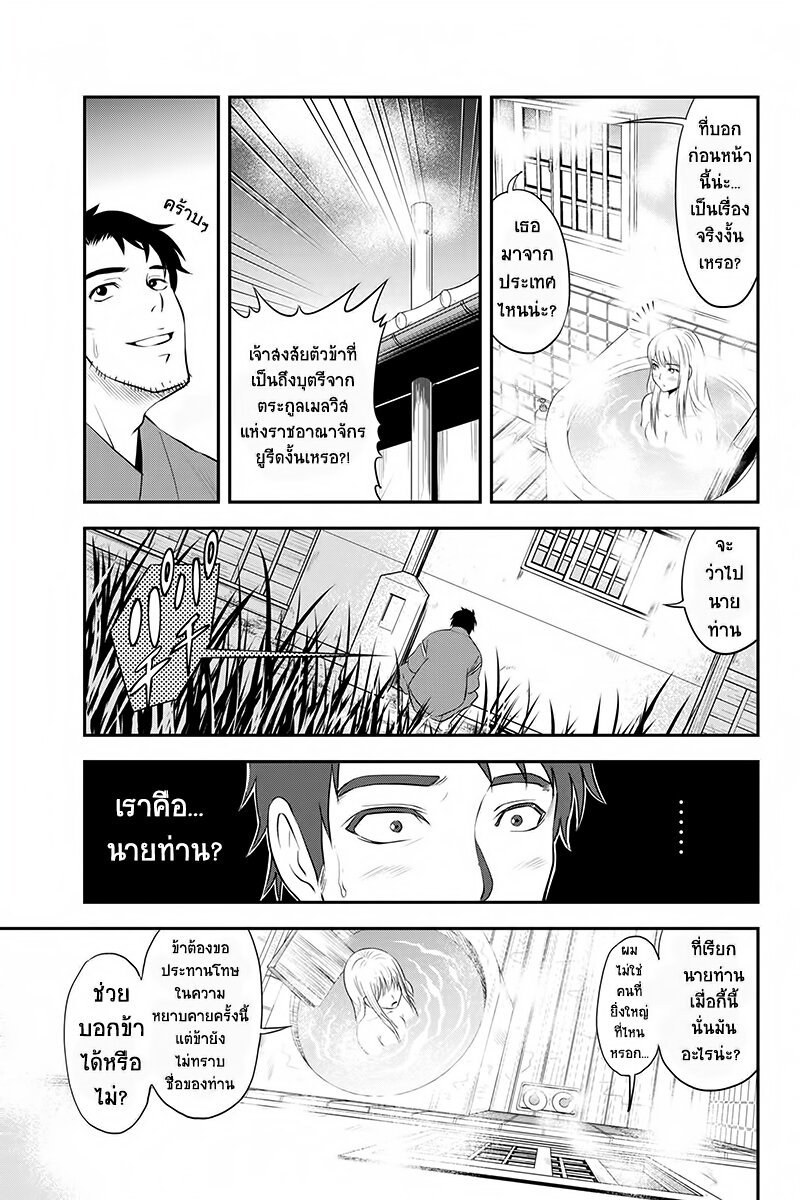 ที่บอก
ก่อนหน้า
นี้น่ะ...
เป็นเรื่อง
จริงงั้น
เหรอ?
เธอ
มาจาก
ประเทศ
ไหนน่ะ?
เจ้าสงสัยตัวข้าที่
เป็นถึงบุตรีจาก
ตระกูลเมลวิส
แห่งราชอาณาจักร
ยูรีดงั้นเหรอ?!
คร้าบๆ
จะ
ว่าไป
นาย
ท่าน
パチ
パチ
......
เราคือ...
นายท่าน?
ที่เรียก
นายท่าน
เมื่อกี้นี้
นั่นมัน
อะไรน่ะ?
ผม
ไม่ใช่
คนที่
ยิ่งใหญ่
ที่ไหน
หรอก...
ข้าต้องขอ
ประทานโทษ
ในความ
หยาบคายครั้งนี้
แต่ข้ายัง
ไม่ทราบ
ชื่อของท่าน
ช่วย
บอกข้า
ได้หรือ
ไม่?